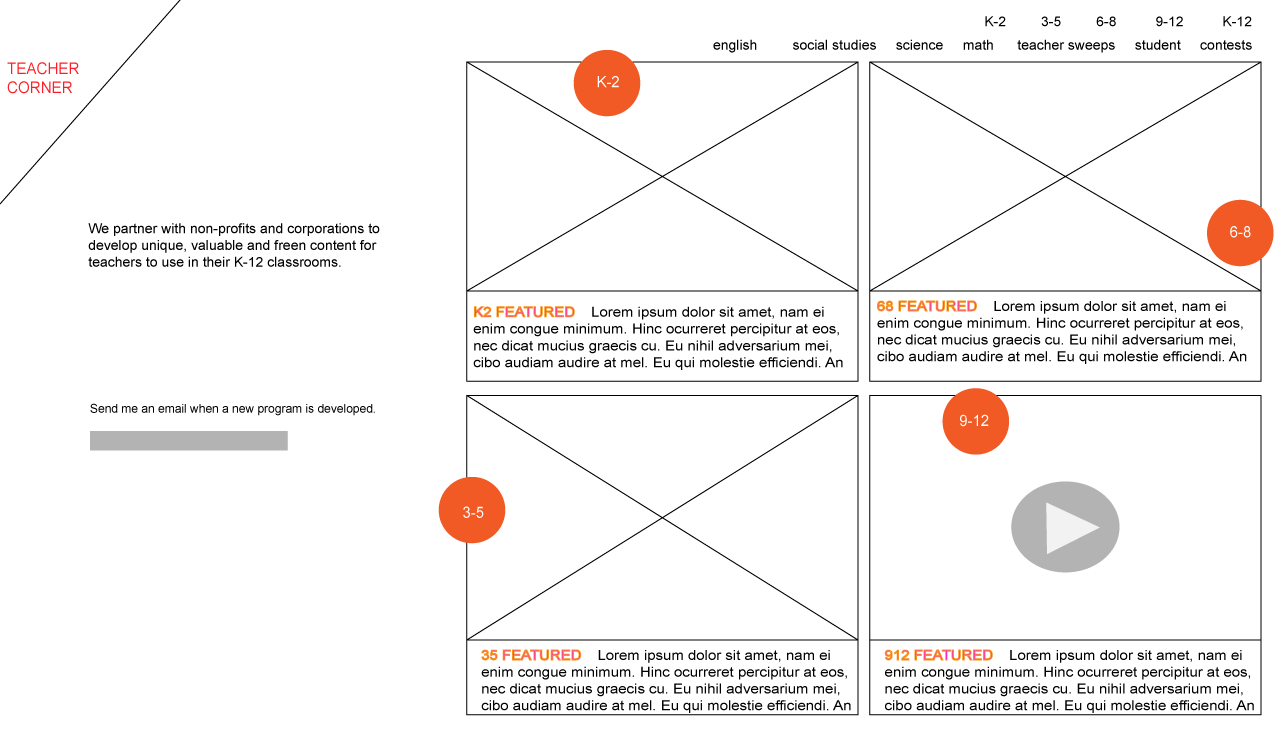 K-2 3-5 6-8 9-12 K-12
english social studies science math teacher sweeps student contests
TEACHER
CORNER
We partner with non-profits and corporations to
develop unique, valuable and freen content for
teachers to use in their K-12 classrooms.
Send me an email when a new program is developed.
K-2
K2 FEATURED Lorem ipsum dolor sit amet, nam ei
enim congue minimum. Hinc ocurreret percipitur at eos,
nec dicat mucius graecis cu. Eu nihil adversarium mei,
cibo audiam audire at mel. Eu qui molestie efficiendi. An
6-8
68 FEATURED Lorem ipsum dolor sit amet, nam ei
enim congue minimum. Hinc ocurreret percipitur at eos,
nec dicat mucius graecis cu. Eu nihil adversarium mei,
cibo audiam audire at mel. Eu qui molestie efficiendi. An
3-5
35 FEATURED Lorem ipsum dolor sit amet, nam ei
enim congue minimum. Hinc ocurreret percipitur at eos,
nec dicat mucius graecis cu. Eu nihil adversarium mei,
cibo audiam audire at mel. Eu qui molestie efficiendi. An
9-12
912 FEATURED Lorem ipsum dolor sit amet, nam ei
enim congue minimum. Hinc ocurreret percipitur at eos,
nec dicat mucius graecis cu. Eu nihil adversarium mei,
cibo audiam audire at mel. Eu qui molestie efficiendi. An